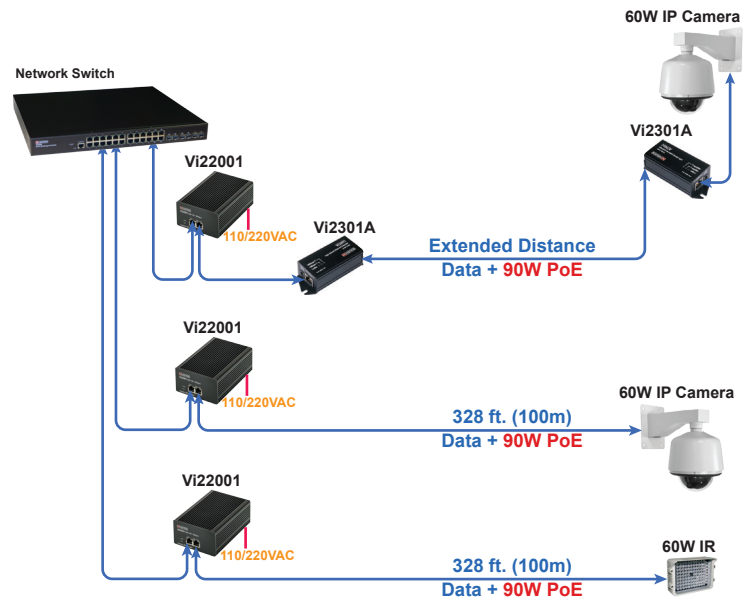 60W IP Camera
Network Switch
Vi2301A
Vi22001
110/220VAC
Vi2301A
Extended Distance
Data + 90W PoE
Vi22001
110/220VAC
328 ft. (100m)
Data + 90W PoE
60W IP Camera
Vi22001
110/220VAC
328 ft. (100m)
Data + 90W PoE
60W IR